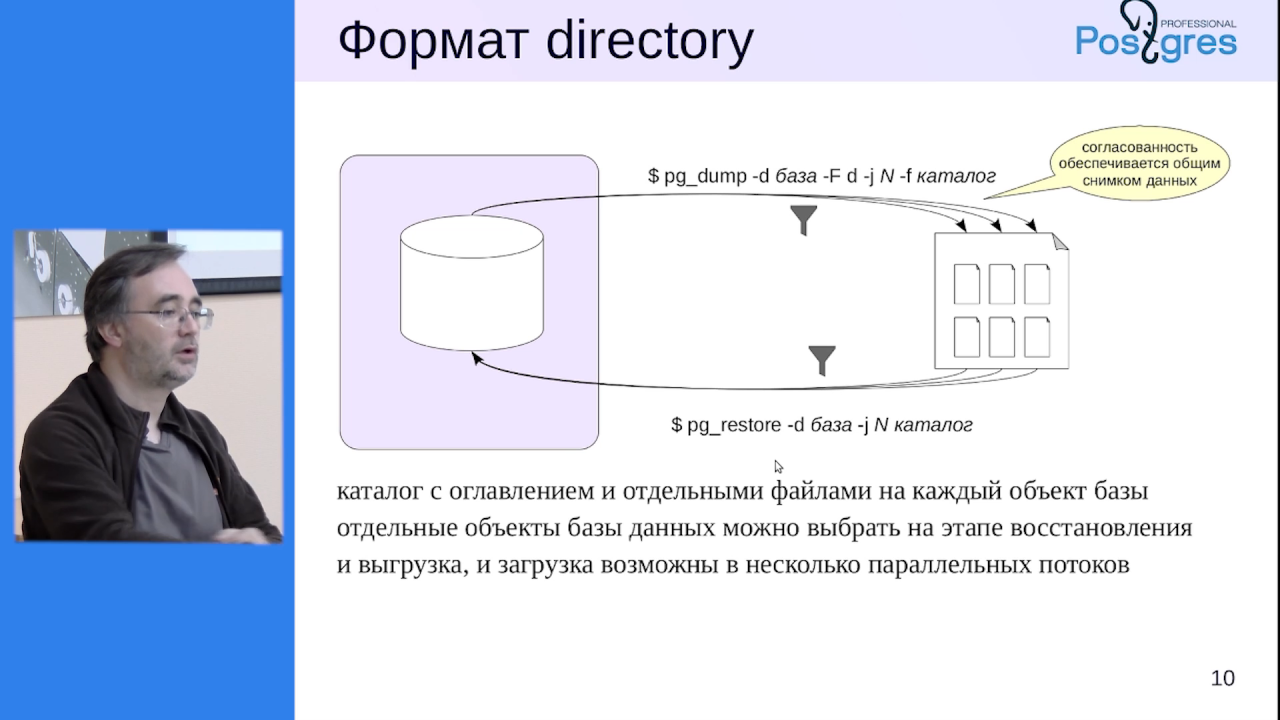 Формат directory
PROFESSIONAL
Postgres
согласованность
обеспечивается общим
снимком данных
$ pg_dump -d база -F d -j N -f каталог
$ pg_restore -d база -j N каталог
каталог с оглавлением и отдельными файлами на каждый объект базы
отдельные объекты базы данных можно выбрать на этапе восстановления
и выгрузка, и загрузка возможны в несколько параллельных потоков
10